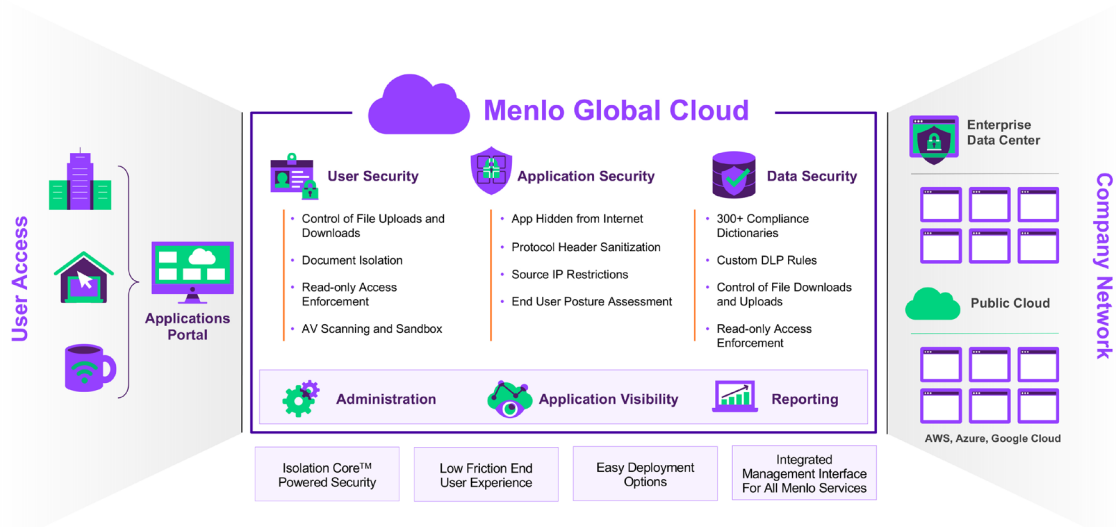 User Access
Applications
Portal
Menlo Global Cloud
User Security
• Control of File Uploads and
Downloads
• Document Isolation
• Read-only Access
Enforcement
• AV Scanning and Sandbox
Application Security
• App Hidden from Internet
• Protocol Header Sanitization
• Source IP Restrictions
• End User Posture Assessment
Data Security
• 300+ Compliance
Dictionaries
• Custom DLP Rules
• Control of File Downloads
and Uploads
• Read-only Access
Enforcement
Administration
Application Visibility
Reporting
Isolation Core™
Powered Security
Low Friction End
User Experience
Easy Deployment
Options
Integrated
Management Interface
For All Menlo Services
Enterprise
Data Center
Public Cloud
AWS, Azure, Google Cloud
Company Network